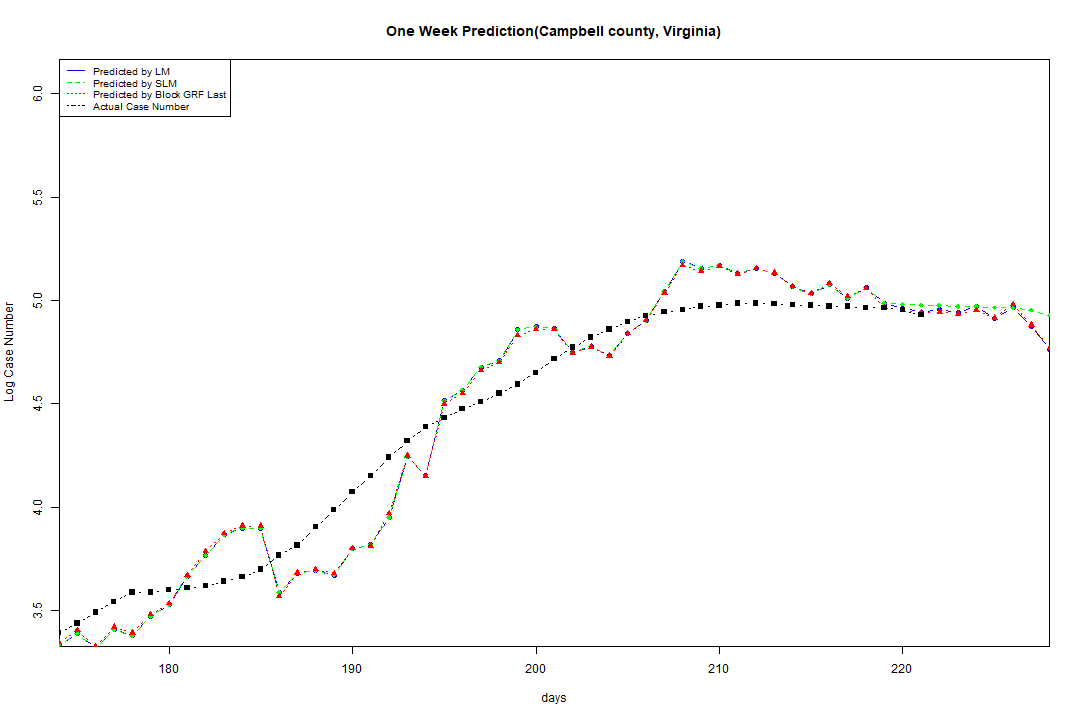 One Week Prediction(Campbell county, Virginia)
Predicted by LM
Predicted by SLM
Predicted by Block GRF Last
Actual Case Number
6.0
5.5
5.0
4.5
4.0
3.5
Log Case Number
180 190 200 210 220
days